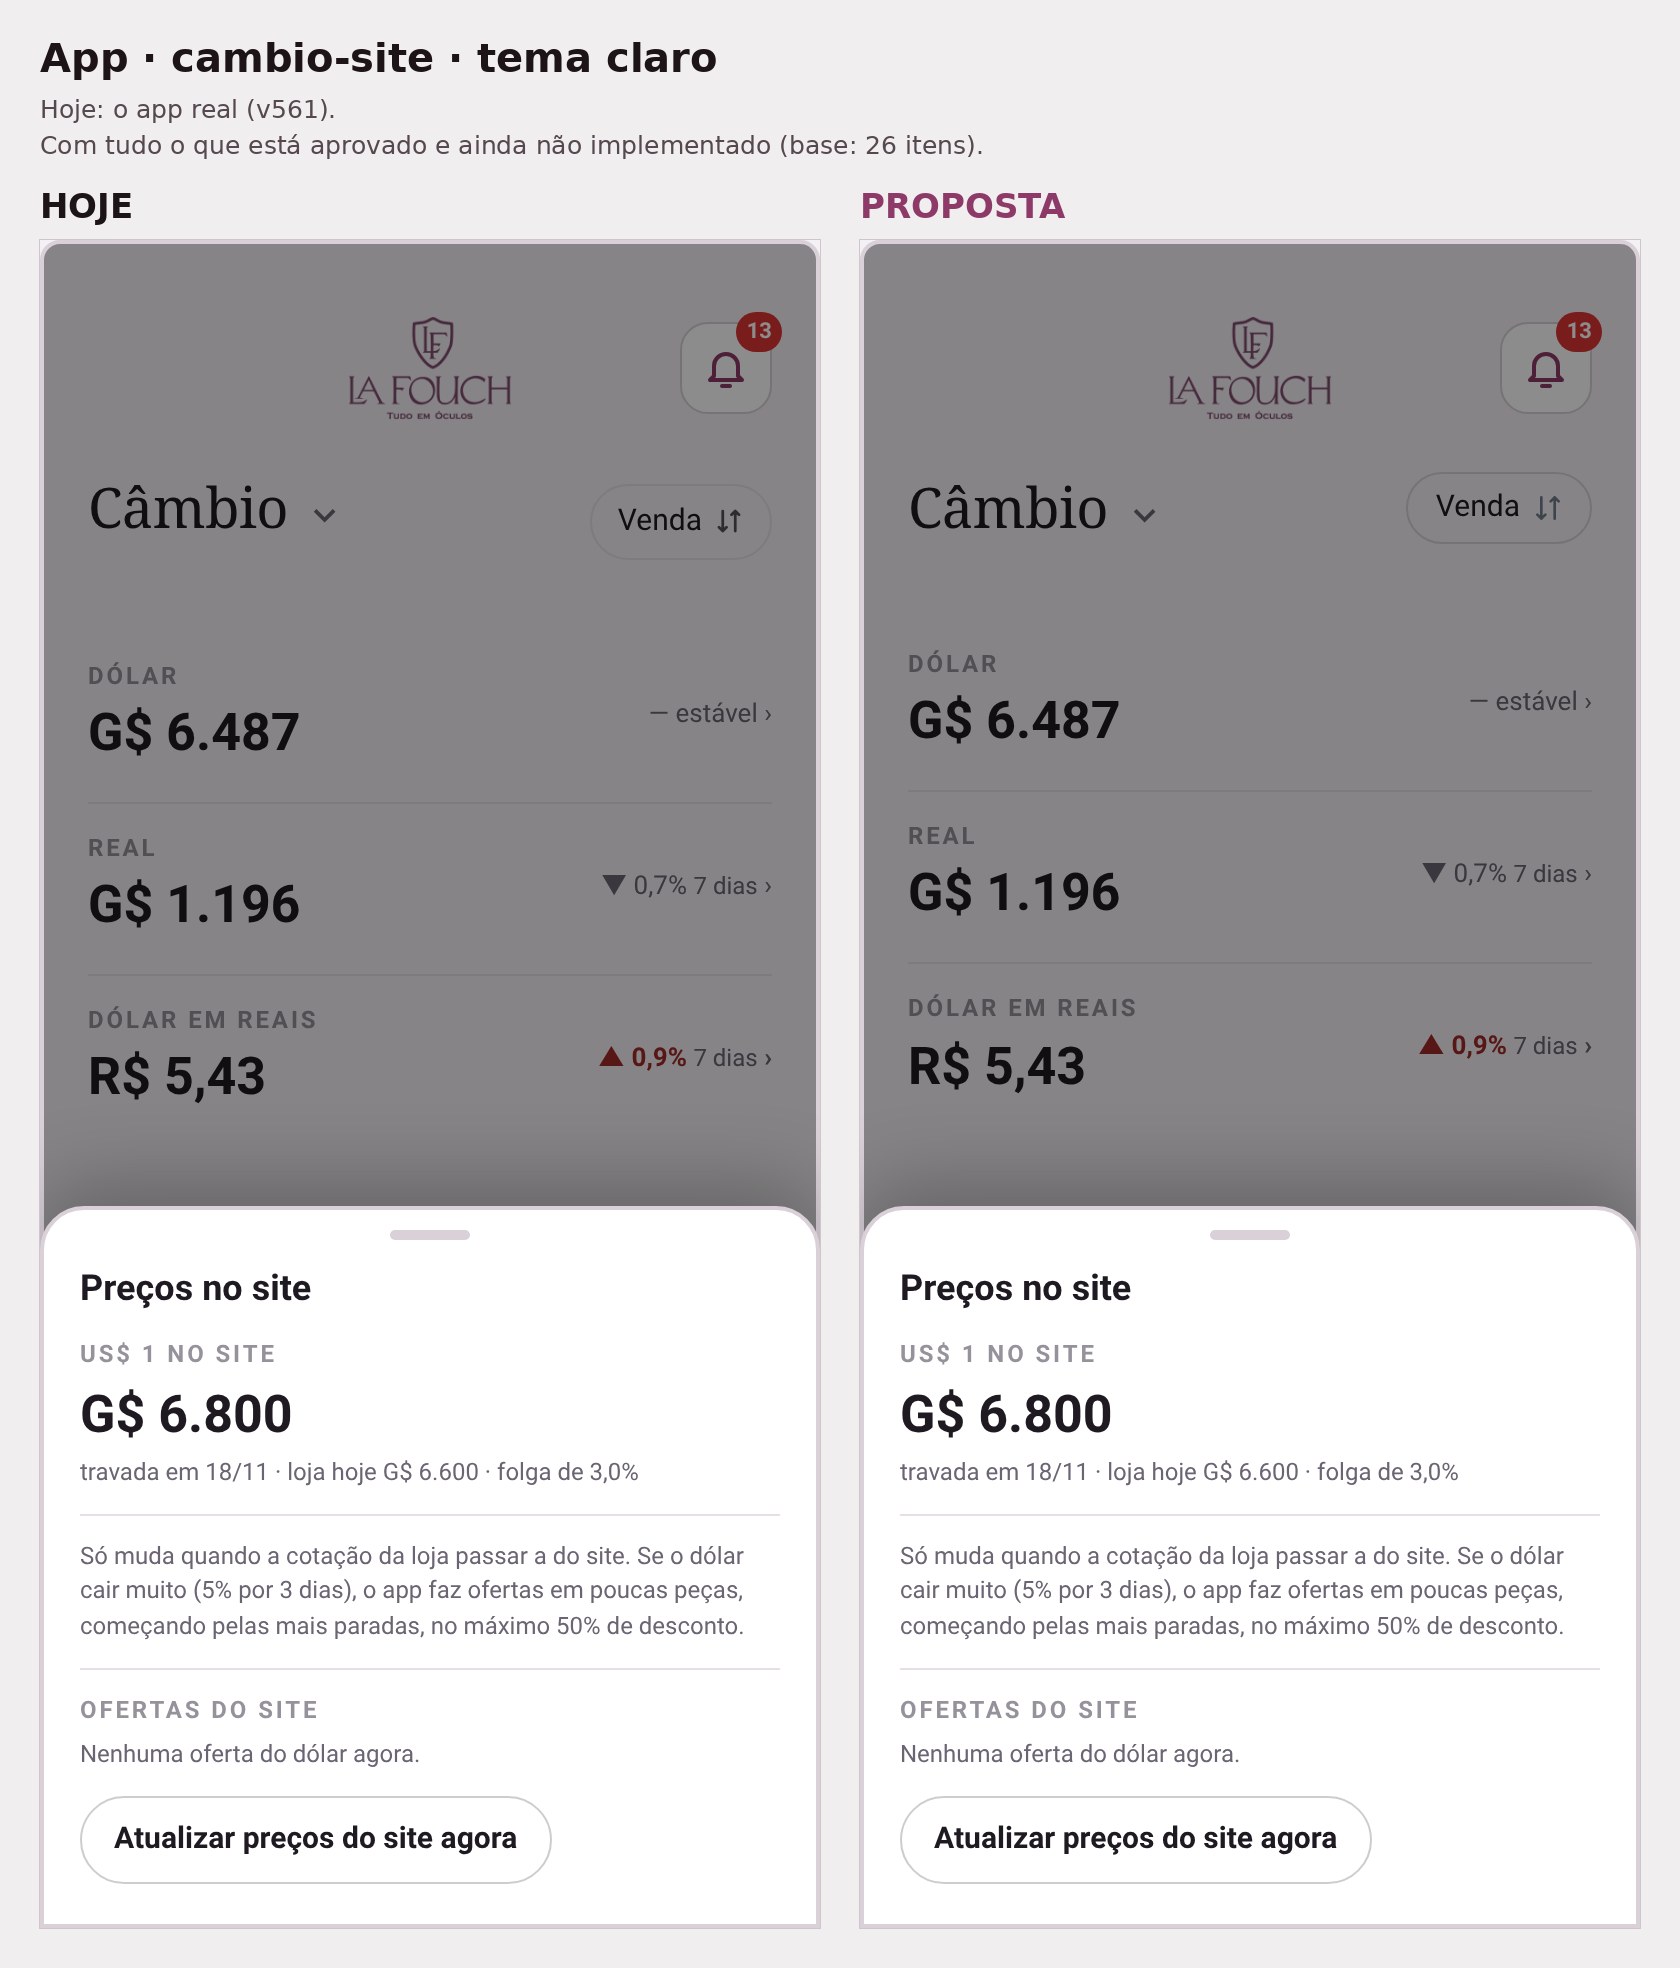 App · cambio-site · tema claro
Hoje: o app real (v561).
Com tudo o que está aprovado e ainda não implementado (base: 26 itens).
HOJE
LF
LA FOUCH
TUDO EM ÓCULOS
13
Câmbio
Venda
DÓLAR
G$ 6.487
— estável ›
REAL
G$ 1.196
▼ 0,7% 7 dias ›
DÓLAR EM REAIS
R$ 5,43
▲ 0,9% 7 dias ›
Preços no site
US$ 1 NO SITE
G$ 6.800
travada em 18/11 · loja hoje G$ 6.600 · folga de 3,0%
Só muda quando a cotação da loja passar a do site. Se o dólar
cair muito (5% por 3 dias), o app faz ofertas em poucas peças,
começando pelas mais paradas, no máximo 50% de desconto.
OFERTAS DO SITE
Nenhuma oferta do dólar agora.
Atualizar preços do site agora
PROPOSTA
LF
LA FOUCH
TUDO EM ÓCULOS
13
Câmbio
Venda
DÓLAR
G$ 6.487
— estável ›
REAL
G$ 1.196
▼ 0,7% 7 dias ›
DÓLAR EM REAIS
R$ 5,43
▲ 0,9% 7 dias ›
Preços no site
US$ 1 NO SITE
G$ 6.800
travada em 18/11 · loja hoje G$ 6.600 · folga de 3,0%
Só muda quando a cotação da loja passar a do site. Se o dólar
cair muito (5% por 3 dias), o app faz ofertas em poucas peças,
começando pelas mais paradas, no máximo 50% de desconto.
OFERTAS DO SITE
Nenhuma oferta do dólar agora.
Atualizar preços do site agora